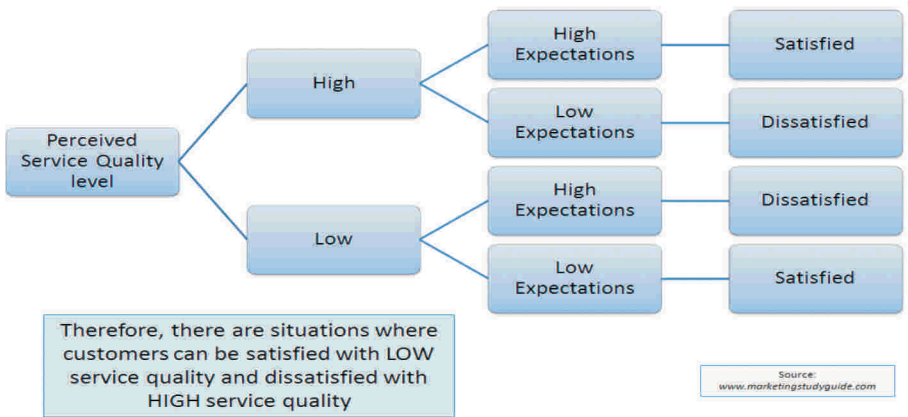 Perceived
Service Quality
level
High
High
Expectations
Satisfied
Low
Expectations
Dissatisfied
Low
High
Expectations
Dissatisfied
Low
Expectations
Satisfied
Therefore, there are situations where
customers can be satisfied with LOW
service quality and dissatisfied with
HIGH service quality
Source:
www.marketingstudyguide.com